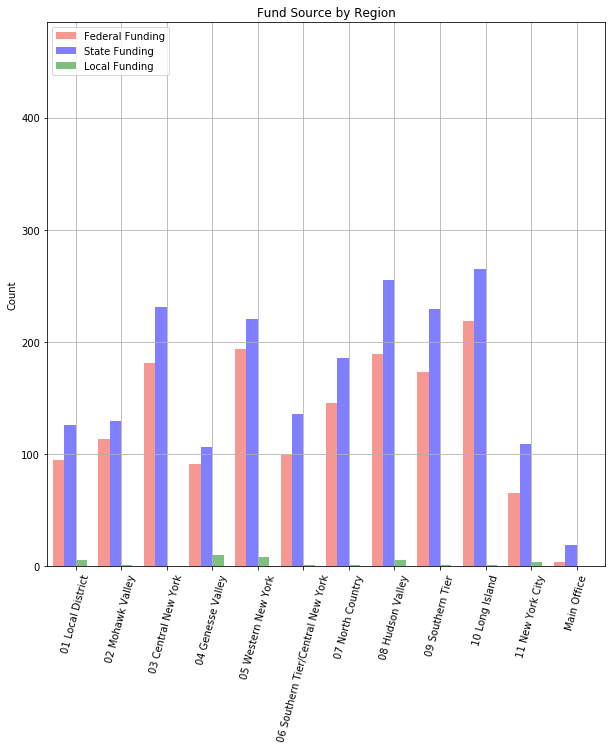 Fund Source by Region
Federal Funding
State Funding
Local Funding
Count
400
300
200
100
0
01 Local District
02 Mohawk Valley
03 Central New York
04 Genesse Valley
05 Western New York
06 Southern Tier/Central New York
07 North Country
08 Hudson Valley
09 Southern Tier
10 Long Island
11 New York City
Main Office